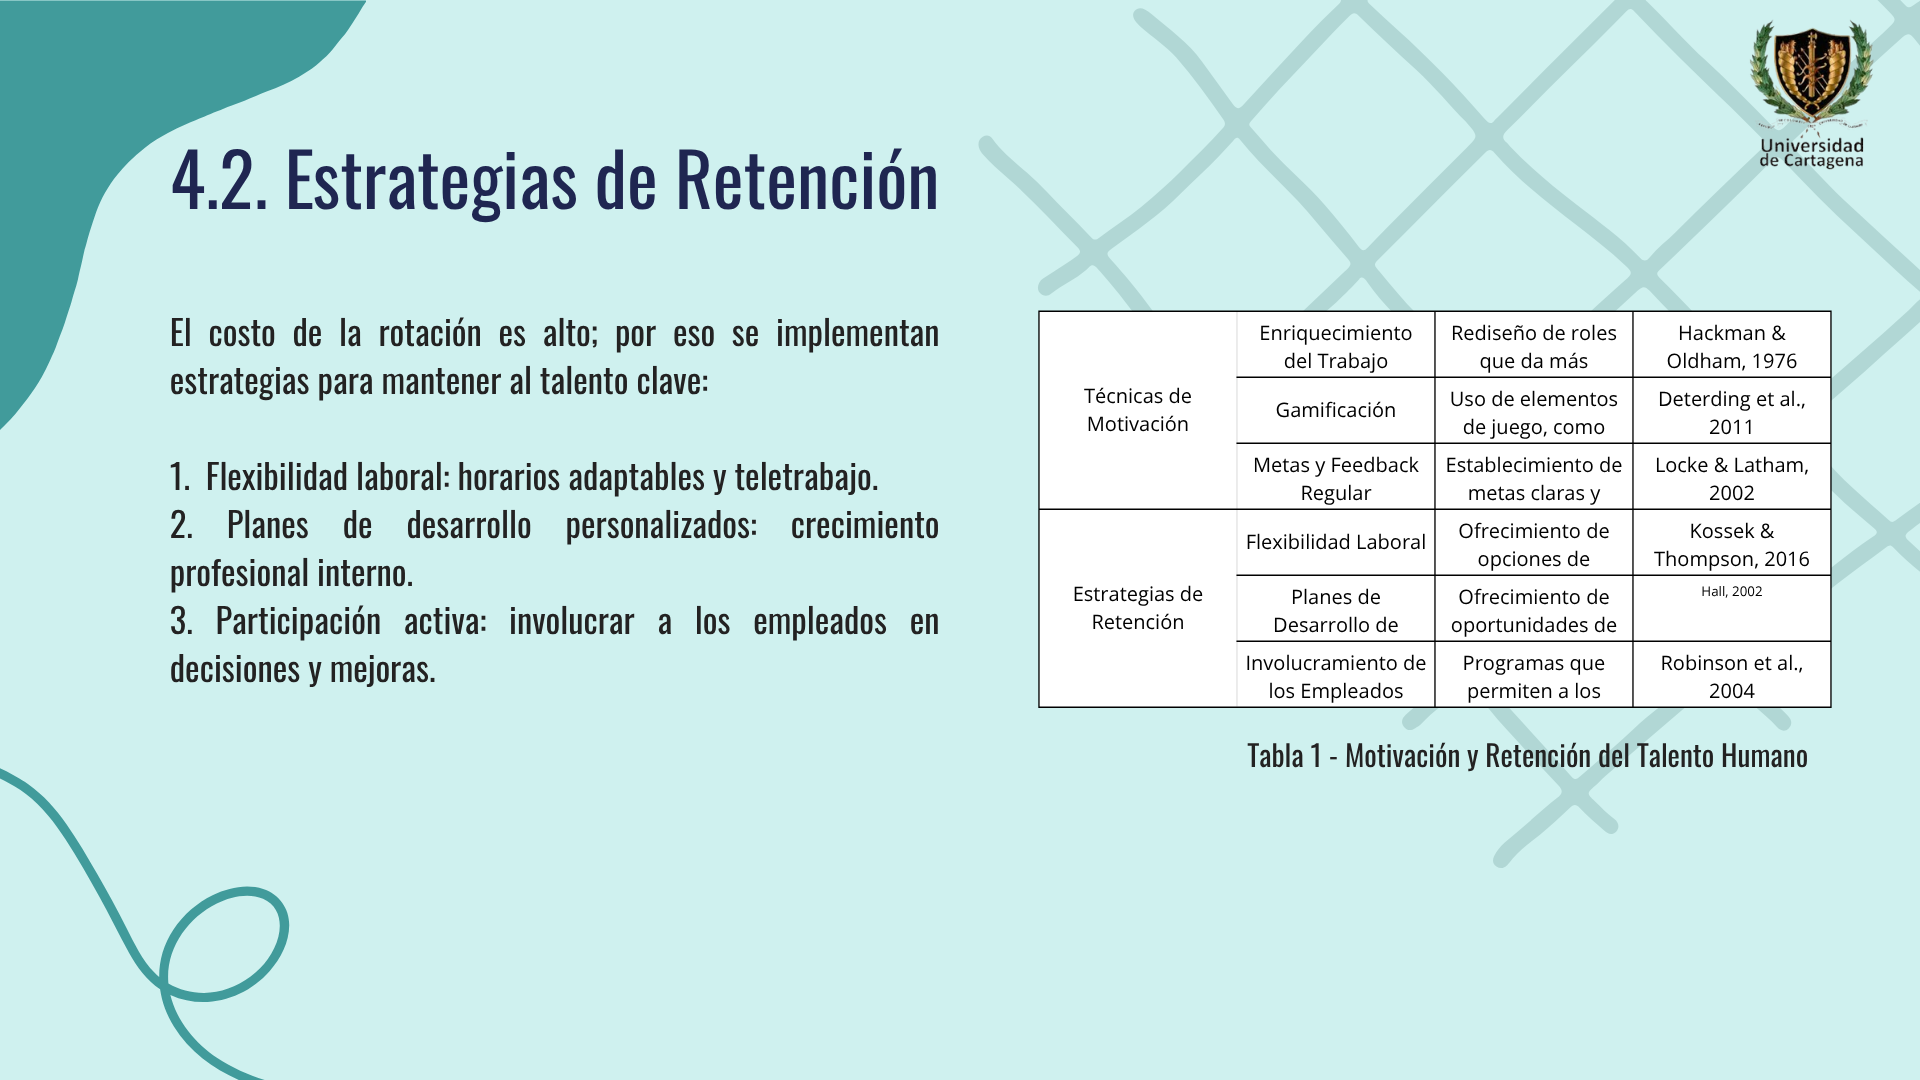 Universidad
de Cartagena
4.2. Estrategias de Retención
El costo de la rotación es alto; por eso se implementan
estrategias para mantener al talento clave:
1. Flexibilidad laboral: horarios adaptables y teletrabajo.
2. Planes de desarrollo personalizados: crecimiento
profesional interno.
3. Participación activa: involucrar a los empleados en
decisiones y mejoras.
Técnicas de
Motivación
Enriquecimiento
del Trabajo
Rediseño de roles
que da más
Hackman &
Oldham, 1976
Gamificación
Uso de elementos
de juego, como
Deterding et al.,
2011
Metas y Feedback
Regular
Establecimiento de
metas claras y
Locke & Latham,
2002
Estrategias de
Retención
Flexibilidad Laboral
Ofrecimiento de
opciones de
Kossek &
Thompson, 2016
Planes de
Desarrollo de
Ofrecimiento de
oportunidades de
Hall, 2002
Involucramiento de
los Empleados
Programas que
permiten a los
Robinson et al.,
2004
Tabla 1 - Motivación y Retención del Talento Humano